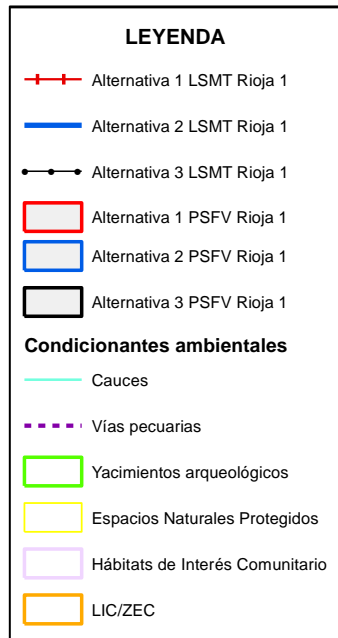 LEYENDA
Alternativa 1 LSMT Rioja 1
Alternativa 2 LSMT Rioja 1
Alternativa 3 LSMT Rioja 1
Alternativa 1 PSFV Rioja 1
Alternativa 2 PSFV Rioja 1
Alternativa 3 PSFV Rioja 1
Condicionantes ambientales
Cauces
Vías pecuarias
Yacimientos arqueológicos
Espacios Naturales Protegidos
Hábitats de Interés Comunitario
LIC/ZEC